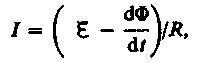 I = ( ℰ − dΦ/dt )/R,